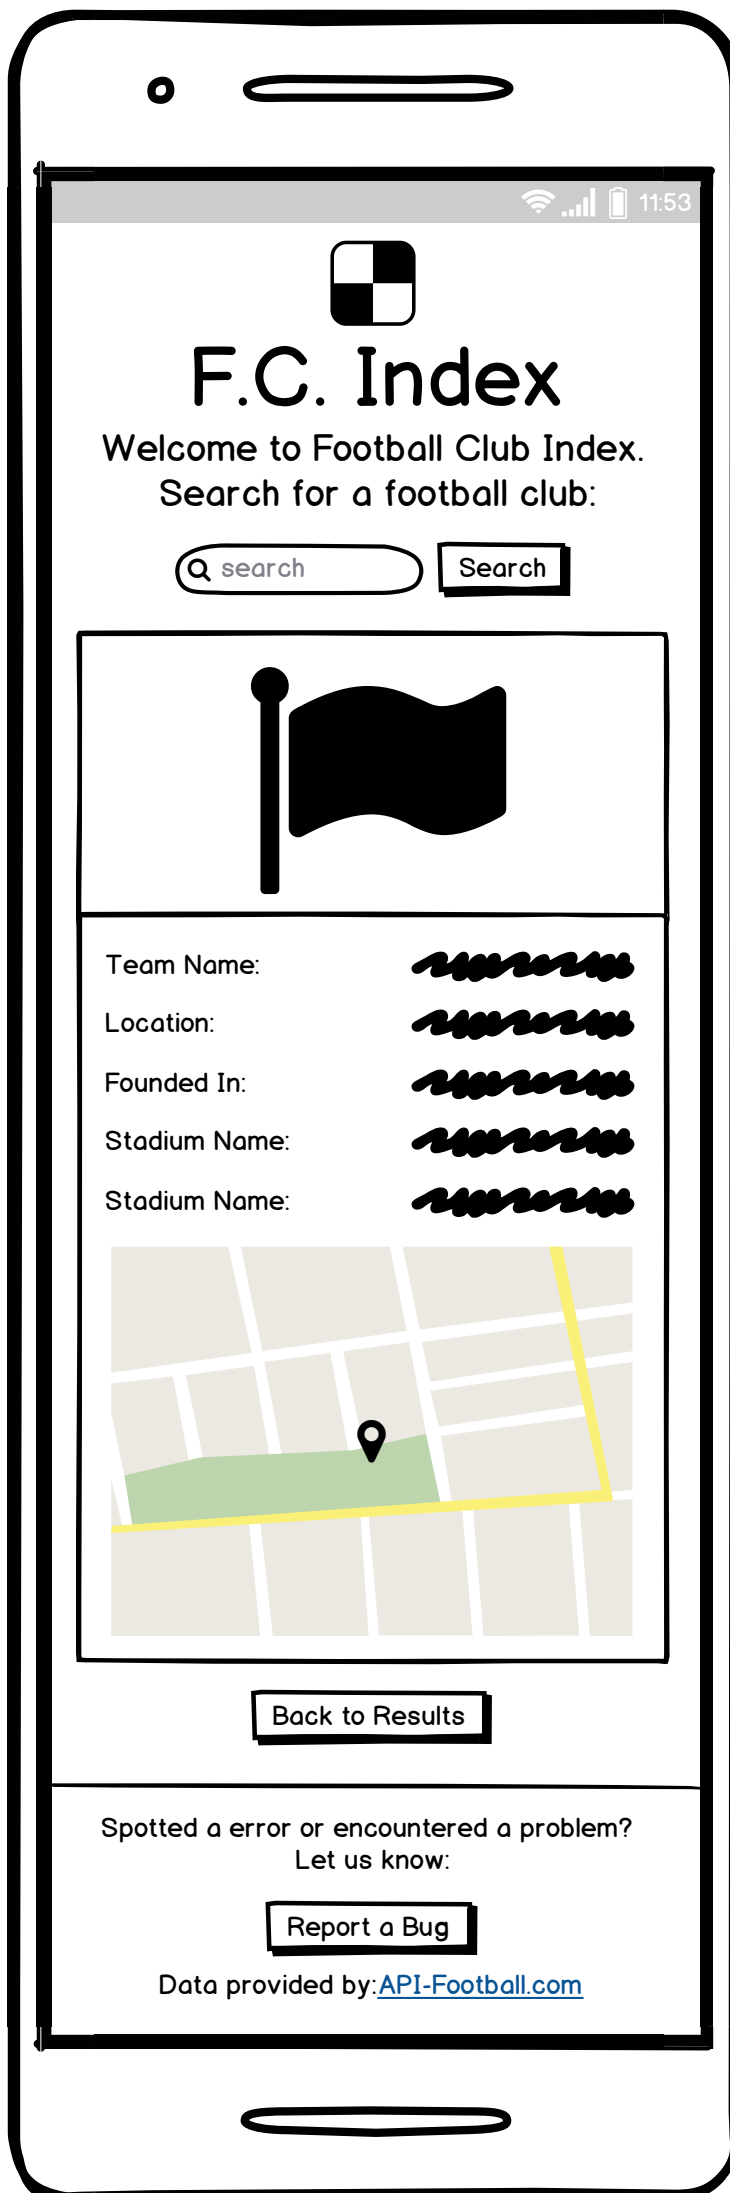 11:53
F.C. Index
Welcome to Football Club Index.
Search for a football club:
search
Search
Team Name:
Location:
Founded In:
Stadium Name:
Stadium Name:
Back to Results
Spotted a error or encountered a problem?
Let us know:
Report a Bug
Data provided by:API-Football.com